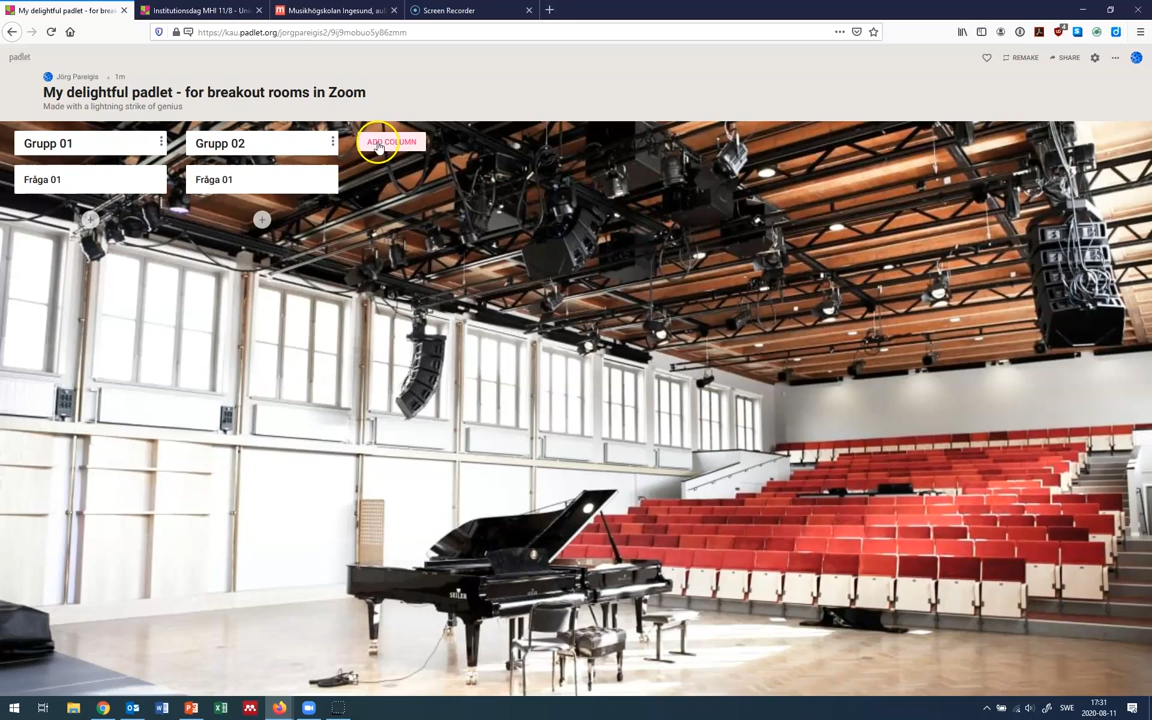 My delightful padlet - for brea
Institutionsdag MHI 11/8 - Uni
Musikhögskolan Ingesund, aul
Screen Recorder
https://kau.padlet.org/jorgpareigis2/9ij9mobuo5y86zmm
padlet
REMAKE
SHARE
Jörg Pareigis • 1m
My delightful padlet - for breakout rooms in Zoom
Made with a lightning strike of genius
Grupp 01
Grupp 02
ADD COLUMN
Fråga 01
Fråga 01
SEILER
SWE
17:31
2020-08-11